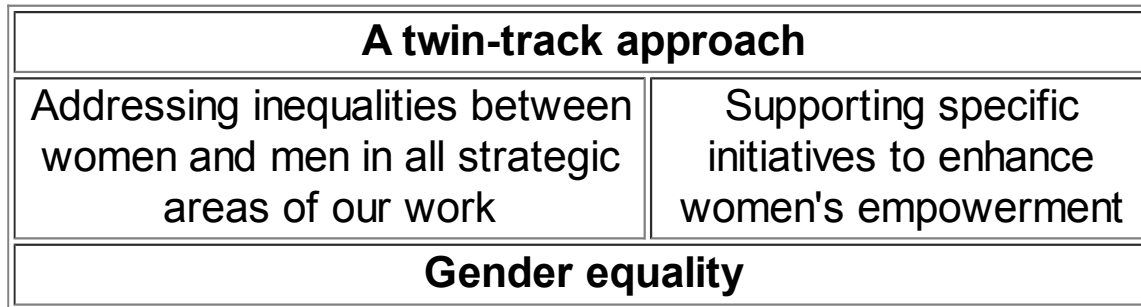 A twin-track approach
Addressing inequalities between
women and men in all strategic
areas of our work
Supporting specific
initiatives to enhance
women's empowerment
Gender equality